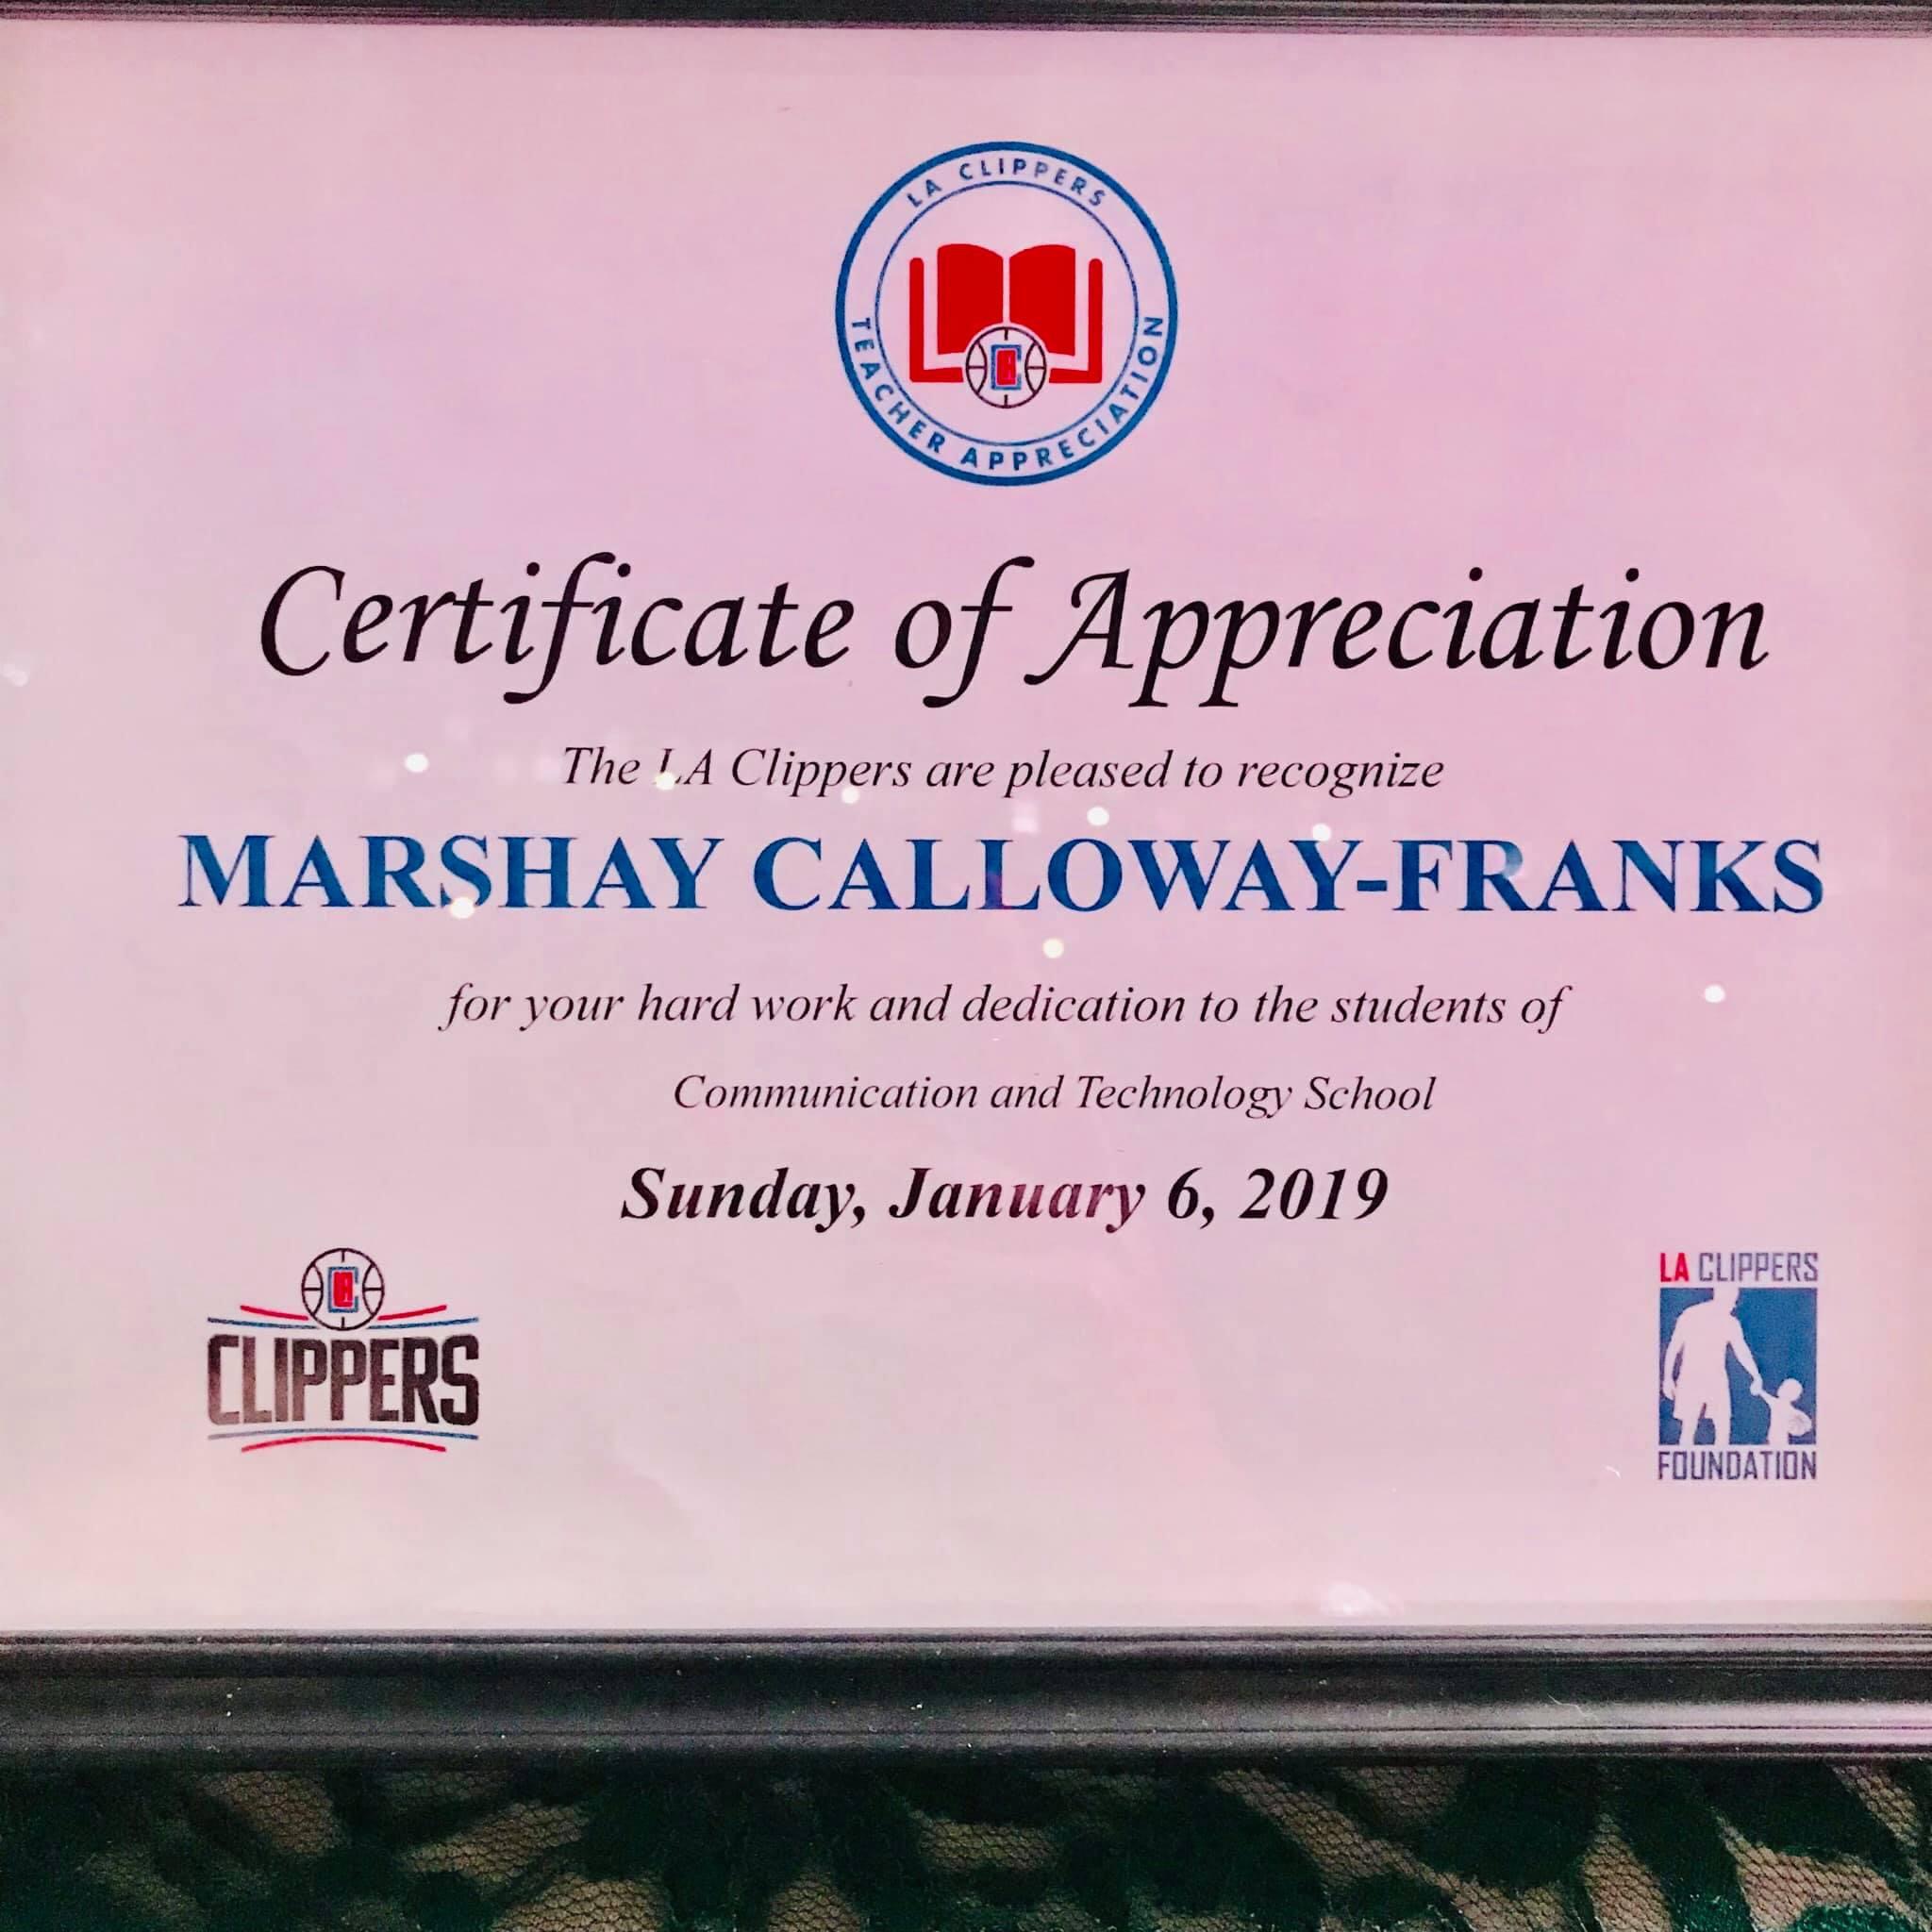 LA CLIPPERS
TEACHER APPRECIATION
Certificate of Appreciation
The LA Clippers are pleased to recognize
MARSHAY CALLOWAY-FRANKS
for your hard work and dedication to the students of
Communication and Technology School
Sunday, January 6, 2019
CLIPPERS
LA CLIPPERS
FOUNDATION